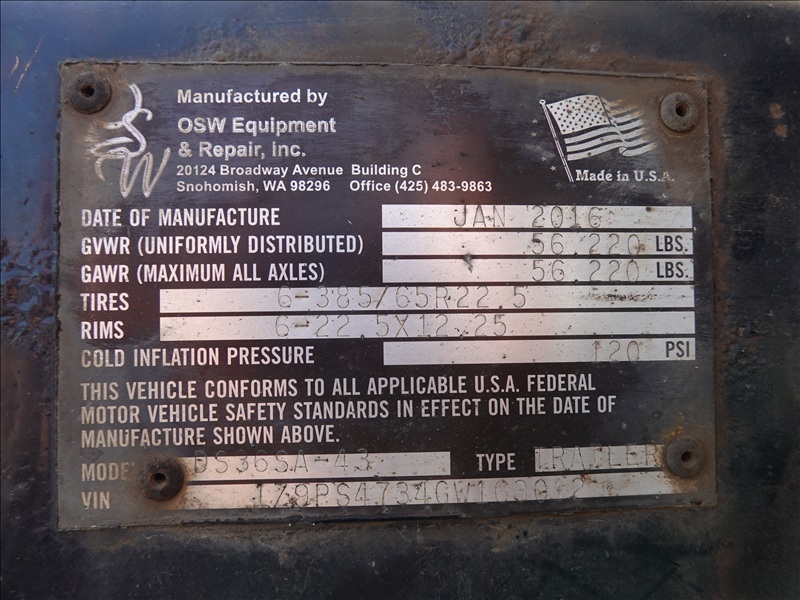 Manufactured by
OSW Equipment
& Repair, Inc.
20124 Broadway Avenue Building C
Snohomish, WA 98296 Office (425) 483-9863
Made in U.S.A.
DATE OF MANUFACTURE JAN 2016
GVWR (UNIFORMLY DISTRIBUTED) 56 220 LBS.
GAWR (MAXIMUM ALL AXLES) 56 220 LBS.
TIRES 6-385/65R22.5
RIMS 6-22.5X12.25
COLD INFLATION PRESSURE 120 PSI
THIS VEHICLE CONFORMS TO ALL APPLICABLE U.S.A. FEDERAL
MOTOR VEHICLE SAFETY STANDARDS IN EFFECT ON THE DATE OF
MANUFACTURE SHOWN ABOVE.
MODEL DS36SA-43 TYPE TRAILER
VIN